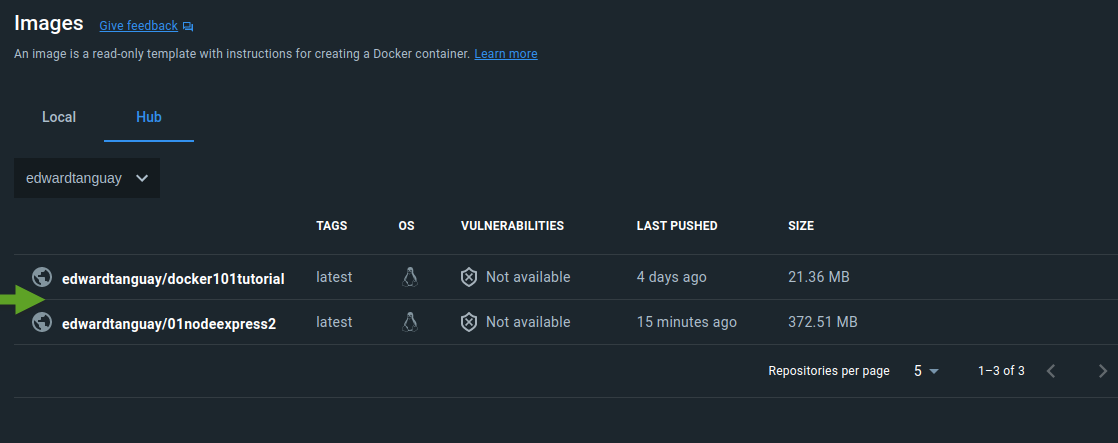 Images Give feedback
An image is a read-only template with instructions for creating a Docker container. Learn more
Local Hub
edwardtanguay
TAGS OS VULNERABILITIES LAST PUSHED SIZE
edwardtanguay/docker101tutorial latest Not available 4 days ago 21.36 MB
edwardtanguay/01nodeexpress2 latest Not available 15 minutes ago 372.51 MB
Repositories per page 5 1–3 of 3